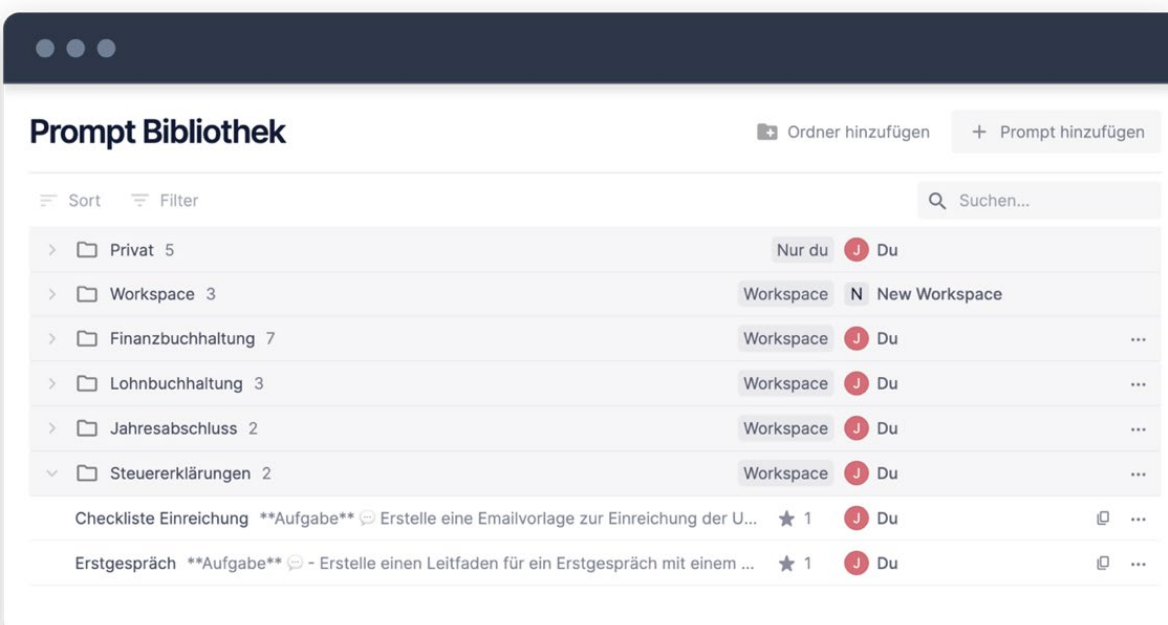 Prompt Bibliothek
Ordner hinzufügen
+ Prompt hinzufügen
Sort Filter
Suchen...
Privat 5 Nur du J Du
Workspace 3 Workspace N New Workspace
Finanzbuchhaltung 7 Workspace J Du ...
Lohnbuchhaltung 3 Workspace J Du ...
Jahresabschluss 2 Workspace J Du ...
Steuererklärungen 2 Workspace J Du ...
Checkliste Einreichung **Aufgabe** 💬 Erstelle eine Emailvorlage zur Einreichung der U... ★ 1 J Du ...
Erstgespräch **Aufgabe** 💬 - Erstelle einen Leitfaden für ein Erstgespräch mit einem ... ★ 1 J Du ...